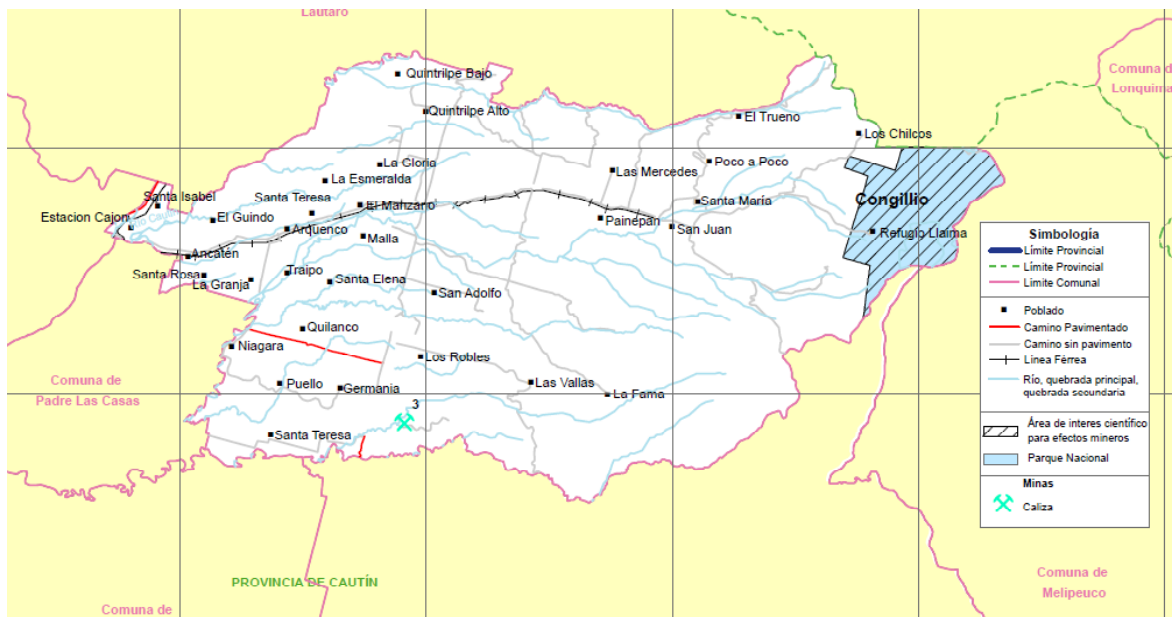 Lautaro
Comuna de
Lonquima
Quintrilpe Bajo
Quintrilpe Alto
El Trueno
Los Chilcos
La Gloria
Poco a Poco
La Esmeralda
Las Mercedes
Santa Isabel
Santa Teresa
El Manzano
Santa María
Congillio
Estacion Cajon
El Guindo
Painepan
Arquenco
Malla
San Juan
Refugio Llaima
Ancatén
Santa Rosa
Traipo
La Granja
Santa Elena
San Adolfo
Quilanco
Niagara
Los Robles
Comuna de
Padre Las Casas
Puello
Germania
Las Vallas
La Fama
3
Santa Teresa
PROVINCIA DE CAUTÍN
Comuna de
Comuna de
Melipeuco
Simbología
Límite Provincial
Límite Provincial
Límite Comunal
Poblado
Camino Pavimentado
Camino sin pavimento
Linea Férrea
Río, quebrada principal,
quebrada secundaria
Área de interes científico
para efectos mineros
Parque Nacional
Minas
Caliza